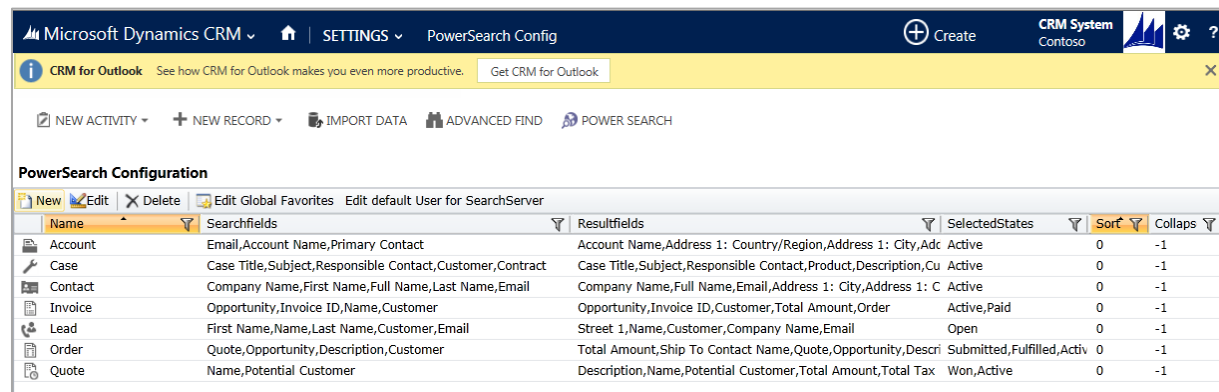 Microsoft Dynamics CRM SETTINGS PowerSearch Config Create CRM System Contoso ?
CRM for Outlook See how CRM for Outlook makes you even more productive. Get CRM for Outlook
NEW ACTIVITY NEW RECORD IMPORT DATA ADVANCED FIND POWER SEARCH
PowerSearch Configuration
New Edit Delete Edit Global Favorites Edit default User for SearchServer
Name Searchfields Resultfields SelectedStates Sort Collaps
Account Email,Account Name,Primary Contact Account Name,Address 1: Country/Region,Address 1: City,Adc Active 0 -1
Case Case Title,Subject,Responsible Contact,Customer,Contract Case Title,Subject,Responsible Contact,Product,Description,Cu Active 0 -1
Contact Company Name,First Name,Full Name,Last Name,Email Company Name,Full Name,Email,Address 1: City,Address 1: C Active 0 -1
Invoice Opportunity,Invoice ID,Name,Customer Opportunity,Invoice ID,Customer,Total Amount,Order Active,Paid 0 -1
Lead First Name,Name,Last Name,Customer,Email Street 1,Name,Customer,Company Name,Email Open 0 -1
Order Quote,Opportunity,Description,Customer Total Amount,Ship To Contact Name,Quote,Opportunity,Descri Submitted,Fulfilled,Activ 0 -1
Quote Name,Potential Customer Description,Name,Potential Customer,Total Amount,Total Tax Won,Active 0 -1